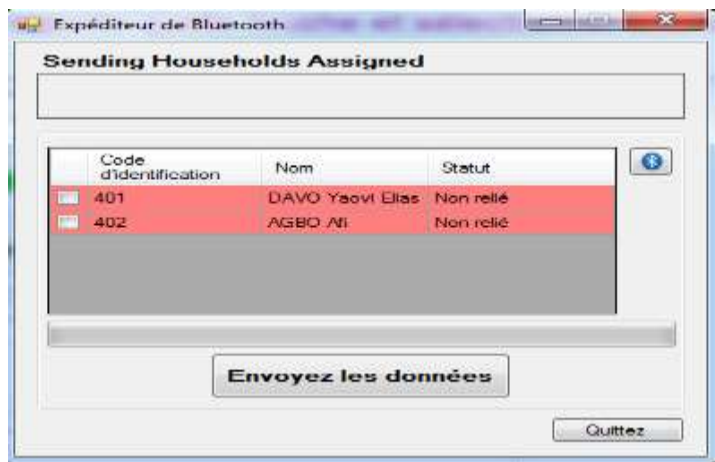 Expéditeur de Bluetooth
Sending Households Assigned
Code d'identification Nom Statut
401 DAVO Yaovi Elias Non relié
402 AGBO Afi Non relié
Envoyez les données
Quittez